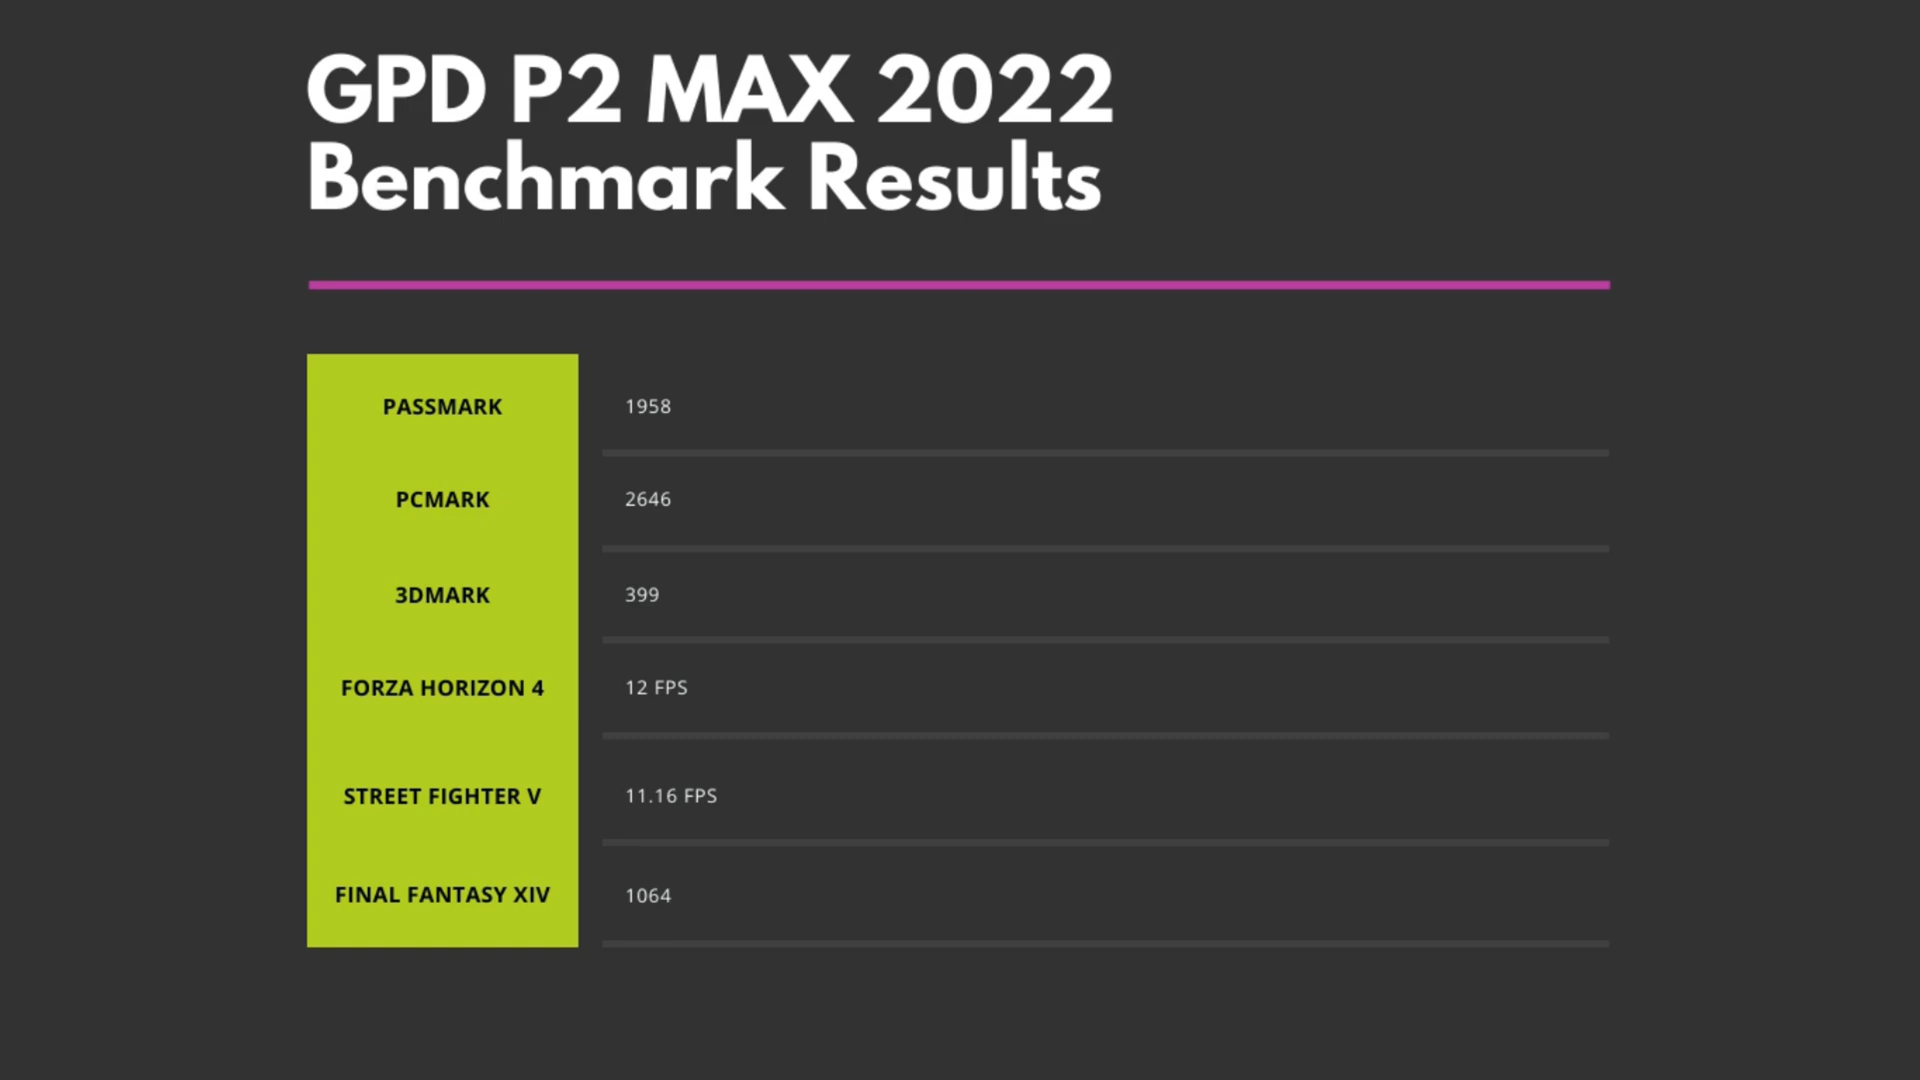 GPD P2 MAX 2022
Benchmark Results
PASSMARK 1958
PCMARK 2646
3DMARK 399
FORZA HORIZON 4 12 FPS
STREET FIGHTER V 11.16 FPS
FINAL FANTASY XIV 1064